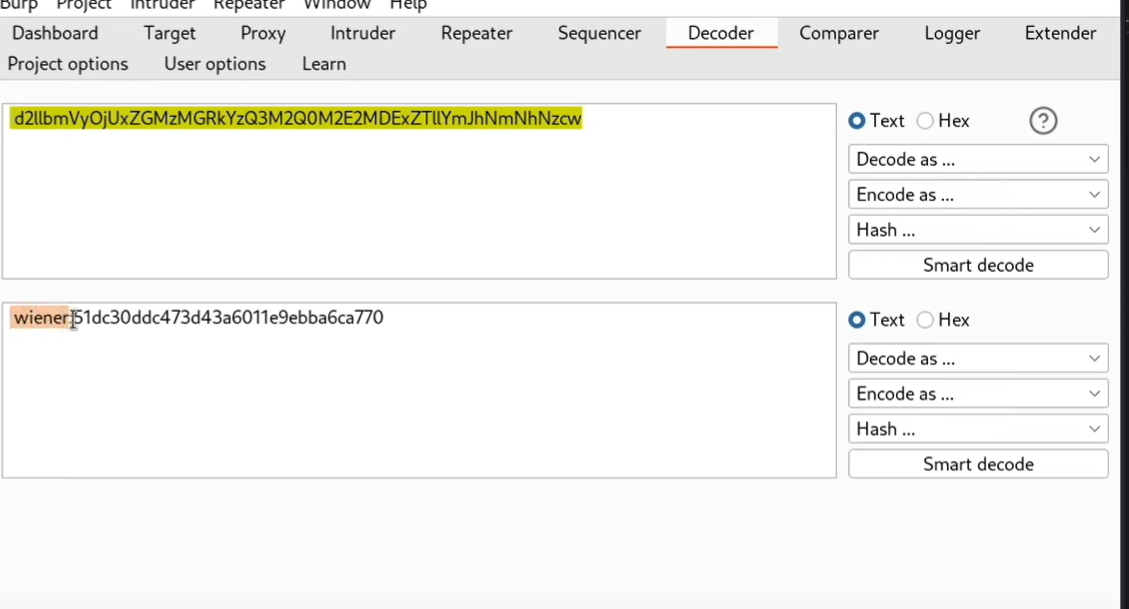 Burp Project Intruder Repeater Window Help
Dashboard Target Proxy Intruder Repeater Sequencer Decoder Comparer Logger Extender
Project options User options Learn
d2llbmVyOjUxZGMzMGRkYzQ3M2Q0M2E2MDExZTllYmJhNmNhNzcw
Text Hex ?
Decode as ...
Encode as ...
Hash ...
Smart decode
wiener:51dc30ddc473d43a6011e9ebba6ca770
Text Hex
Decode as ...
Encode as ...
Hash ...
Smart decode